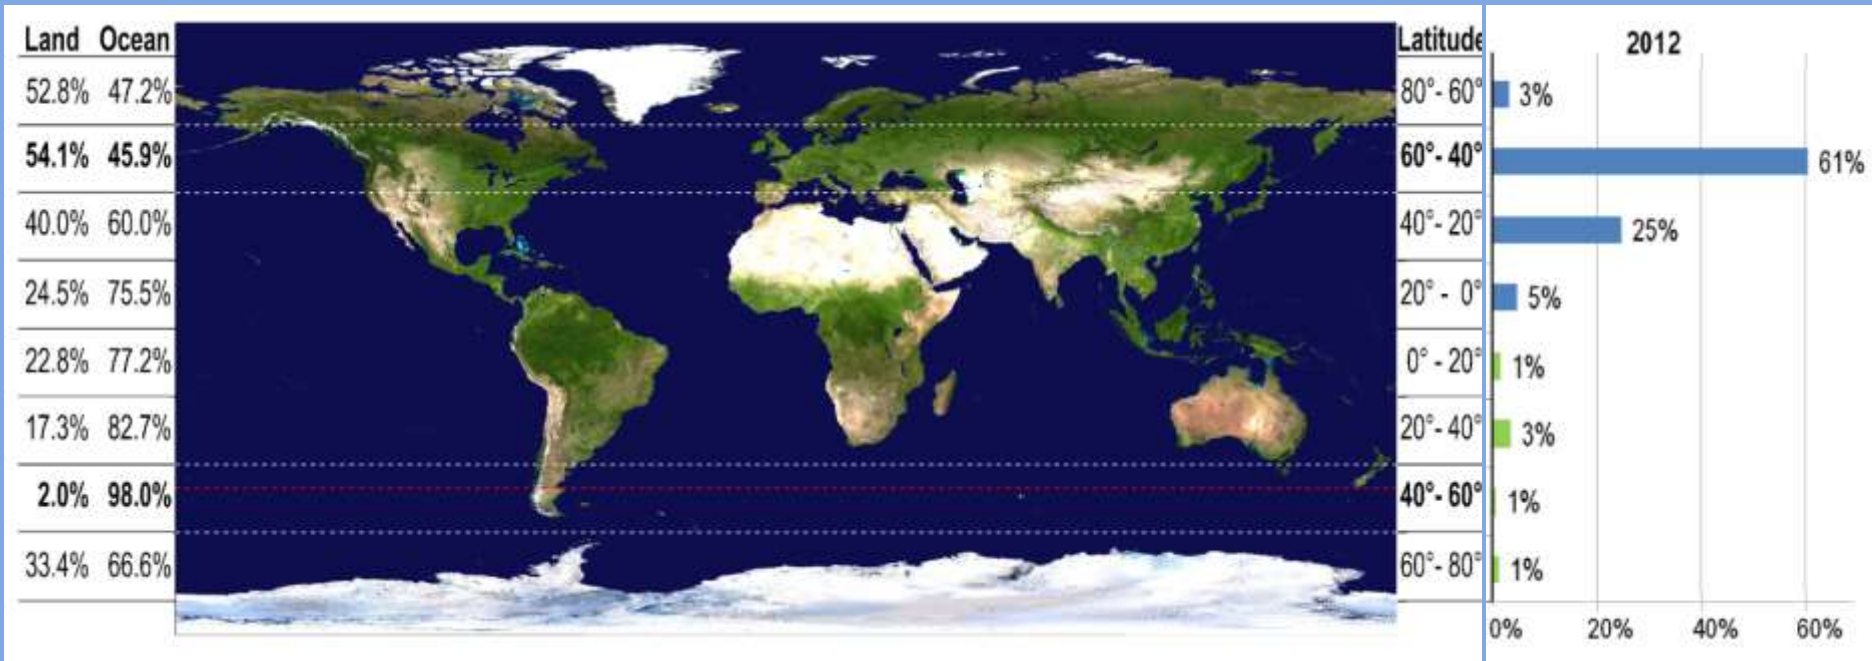 Land Ocean Latitude 2012
52.8% 47.2% 80°- 60° 3%
54.1% 45.9% 60°- 40° 61%
40.0% 60.0% 40°- 20° 25%
24.5% 75.5% 20° - 0° 5%
22.8% 77.2% 0° - 20° 1%
17.3% 82.7% 20°- 40° 3%
2.0% 98.0% 40°- 60° 1%
33.4% 66.6% 60°- 80° 1%
0% 20% 40% 60%